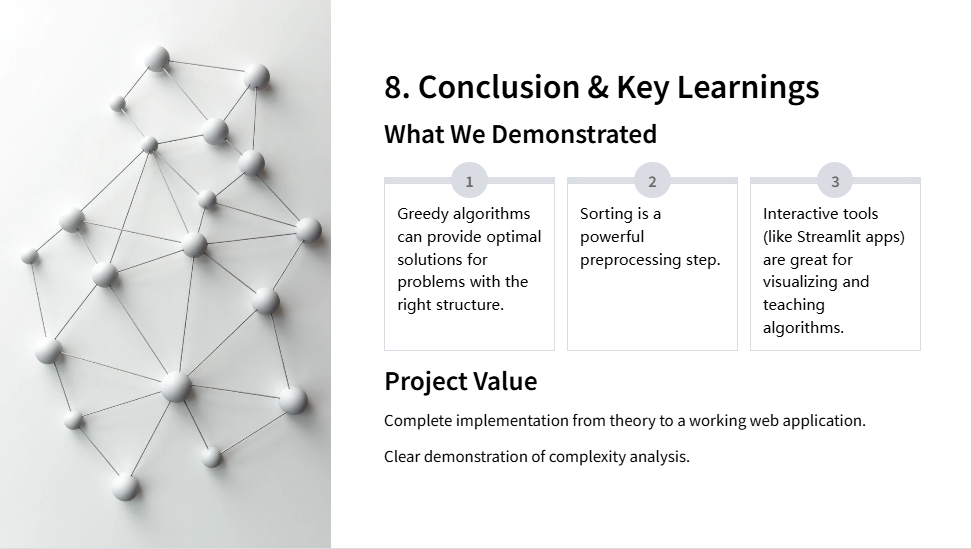 8. Conclusion & Key Learnings
What We Demonstrated
1
Greedy algorithms
can provide optimal
solutions for
problems with the
right structure.
2
Sorting is a
powerful
preprocessing step.
3
Interactive tools
(like Streamlit apps)
are great for
visualizing and
teaching
algorithms.
Project Value
Complete implementation from theory to a working web application.
Clear demonstration of complexity analysis.